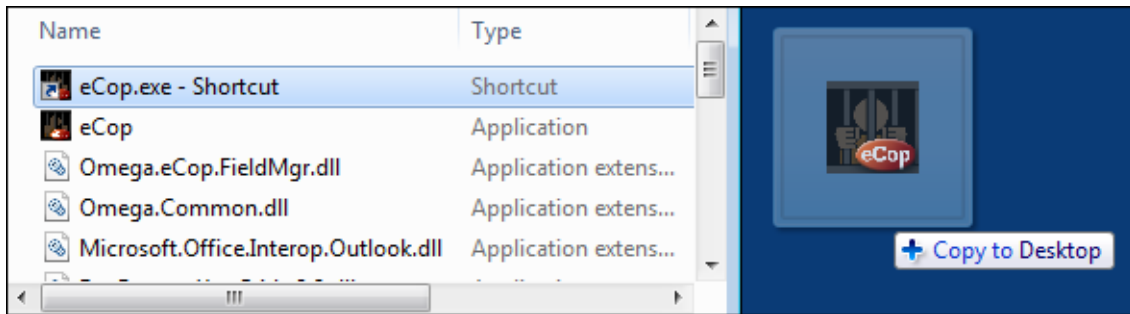 Name Type
eCop.exe - Shortcut Shortcut
eCop Application
Omega.eCop.FieldMgr.dll Application extens...
Omega.Common.dll Application extens...
Microsoft.Office.Interop.Outlook.dll Application extens...
eCop
Copy to Desktop